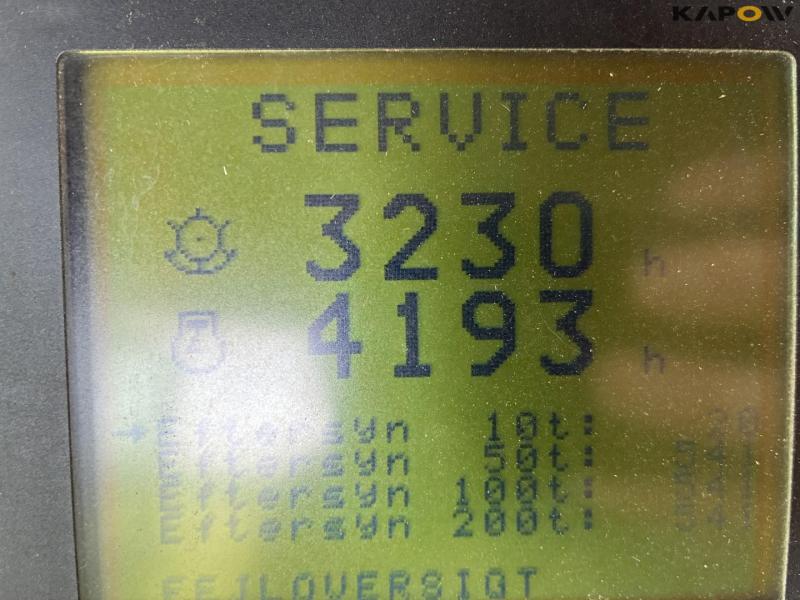 KAPOW
SERVICE
3230 h
4193 h
Eftersyn 10t:
Eftersyn 50t:
Eftersyn 100t:
Eftersyn 200t:
FEJLOVERSIGT